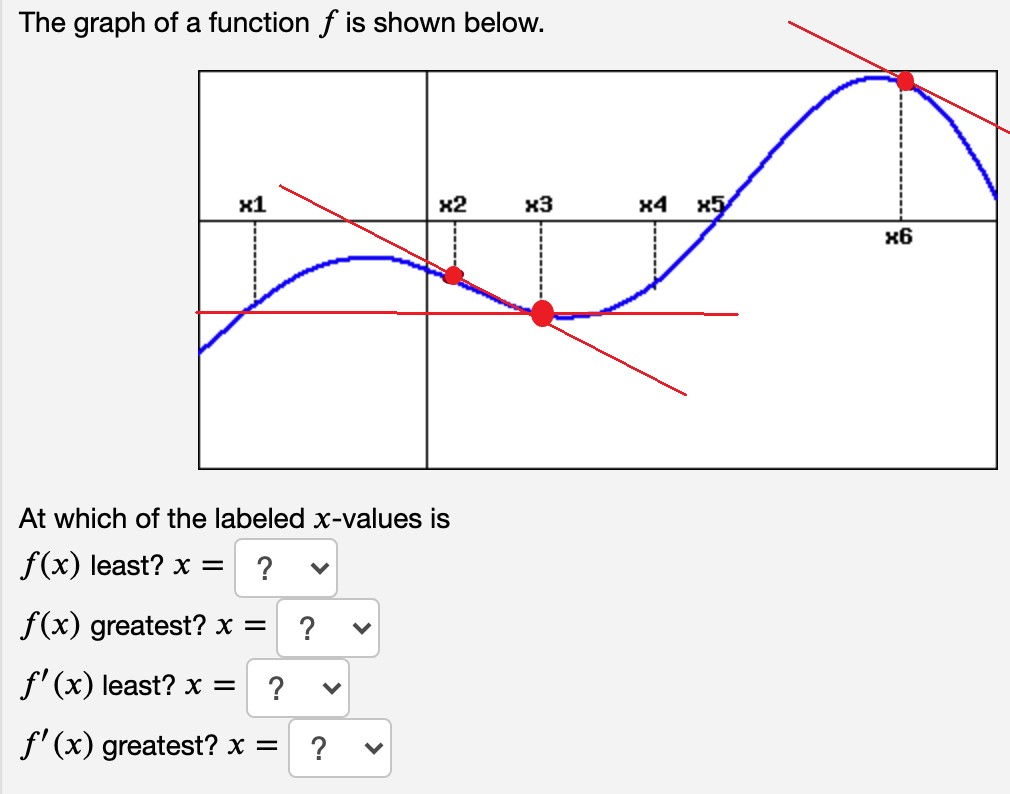 The graph of a function f is shown below.
x1 x2 x3 x4 x5
x6
At which of the labeled x-values is
f(x) least? x = ?
f(x) greatest? x = ?
f′(x) least? x = ?
f′(x) greatest? x = ?